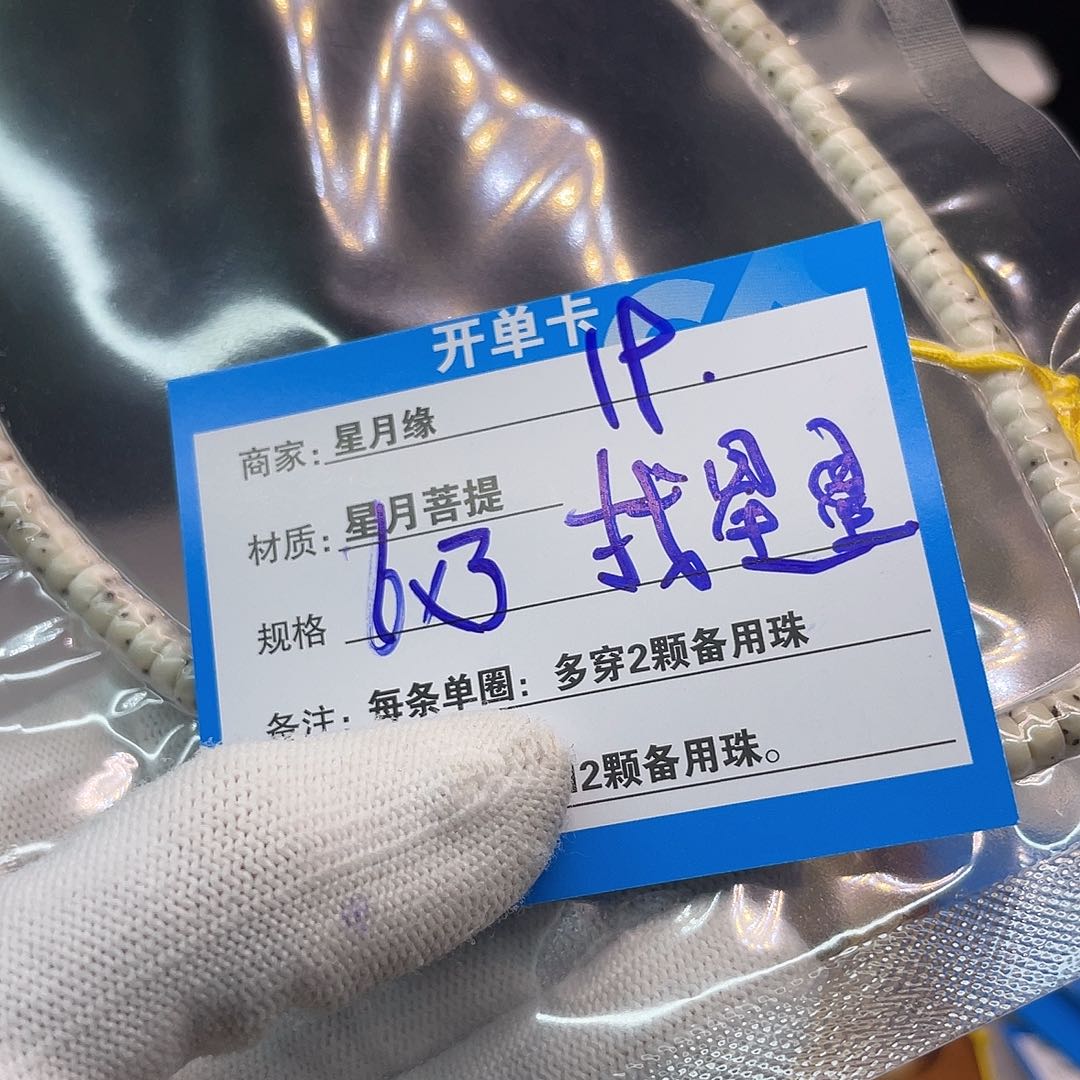 开单卡
1P.
商家：星月缘
材质：星月菩提
规格 6x3 找星星
备注：每条单圈：多穿2颗备用珠
2颗备用珠。